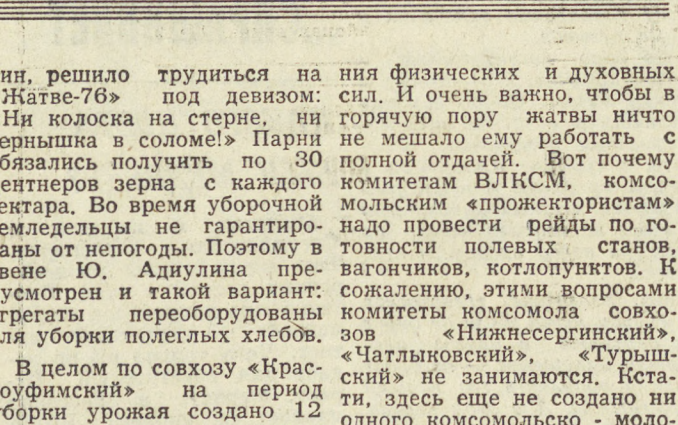 ин, решило трудиться на
Жатве-76» под девизом:
Ни колоска на стерне, ни
ернышка в соломе!» Парни
бязались получить по 30
ентнеров зерна с каждого
ектара. Во время уборочной
емледельцы не гарантиро-
аны от непогоды. Поэтому в
вене Ю. Адиулина пре-
усмотрен и такой вариант:
грегаты переоборудованы
ля уборки полеглых хлебов.
В целом по совхозу «Крас-
оуфимский» на период
уборки урожая создано 12
ния физических и духовных
сил. И очень важно, чтобы в
горячую пору жатвы ничто
не мешало ему работать с
полной отдачей. Вот почему
комитетам ВЛКСМ, комсо-
мольским «прожектористам»
надо провести рейды по го-
товности полевых станов,
вагончиков, котлопунктов. К
сожалению, этими вопросами
комитеты комсомола совхо-
зов «Нижнесергинский»,
«Чатлыковский», «Турыш-
ский» не занимаются. Кста-
ти, здесь еще не создано ни
одного комсомольско - моло-